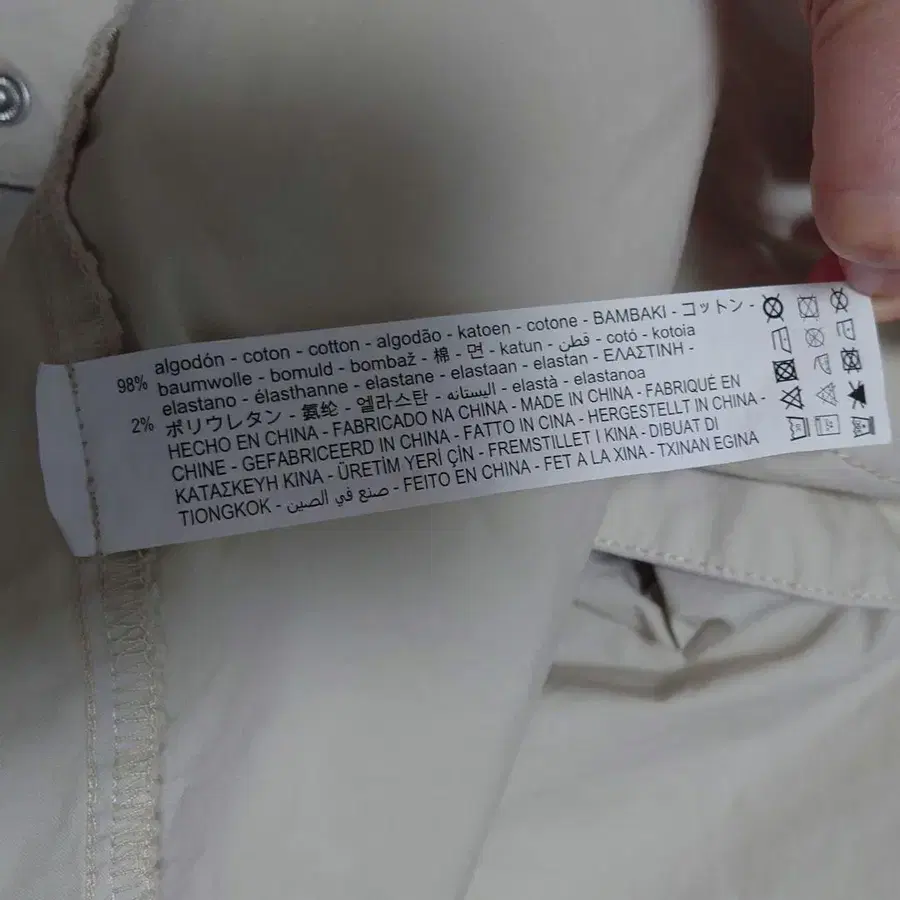 98% algodón - coton - cotton - algodão - katoen - cotone - BAMBAKI - コットン -
baumwolle - bomuld - bombaž - 棉 - 면 - katun - قطن - cotó - kotoia
2% elastano - élasthanne - elastane - elastaan - elastan - ΕΛΑΣΤΙΝΗ -
ポリウレタン - 氨纶 - 엘라스탄 - اليستانه - elastà - elastanoa
HECHO EN CHINA - FABRICADO NA CHINA - MADE IN CHINA - FABRIQUÉ EN
CHINE - GEFABRICEERD IN CHINA - FATTO IN CINA - HERGESTELLT IN CHINA -
ΚΑΤΑΣΚΕΥΗ ΚΙΝΑ - ÜRETİM YERİ ÇİN - FREMSTILLET I KINA - DIBUAT DI
TIONGKOK - صنع في الصين - FEITO EN CHINA - FET A LA XINA - TXINAN EGINA